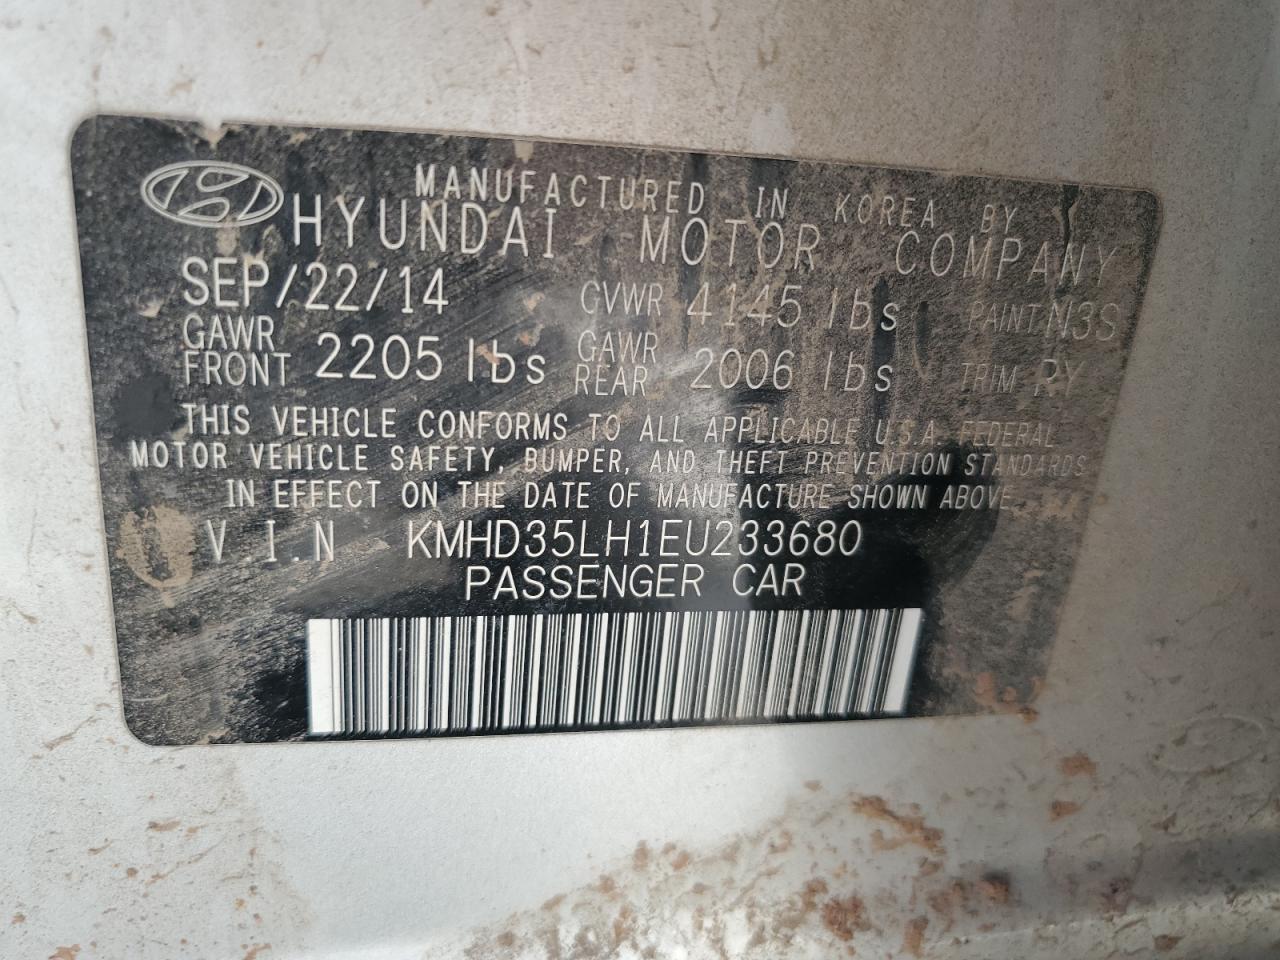 MANUFACTURED IN KOREA BY
HYUNDAI MOTOR COMPANY
SEP/22/14 GVWR 4145 lbs PAINT N3S
GAWR FRONT 2205 lbs GAWR REAR 2006 lbs TRIM RY
THIS VEHICLE CONFORMS TO ALL APPLICABLE U.S.A. FEDERAL
MOTOR VEHICLE SAFETY, BUMPER, AND THEFT PREVENTION STANDARDS
IN EFFECT ON THE DATE OF MANUFACTURE SHOWN ABOVE.
V I.N KMHD35LH1EU233680
PASSENGER CAR